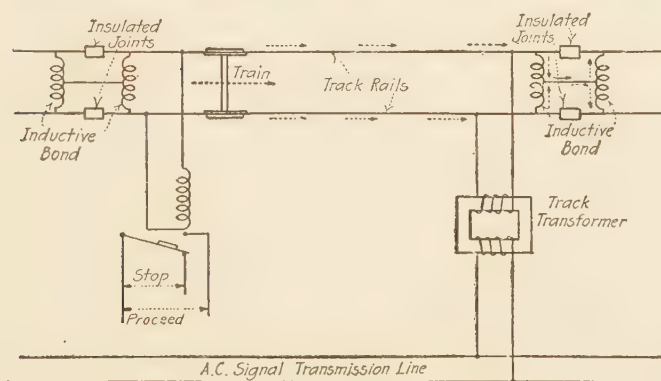 Insulated
Joints
Inductive
Bond
Train
Track Rails
Insulated
Joints
Inductive
Bond
Track
Transformer
Stop
Proceed
A.C. Signal Transmission Line